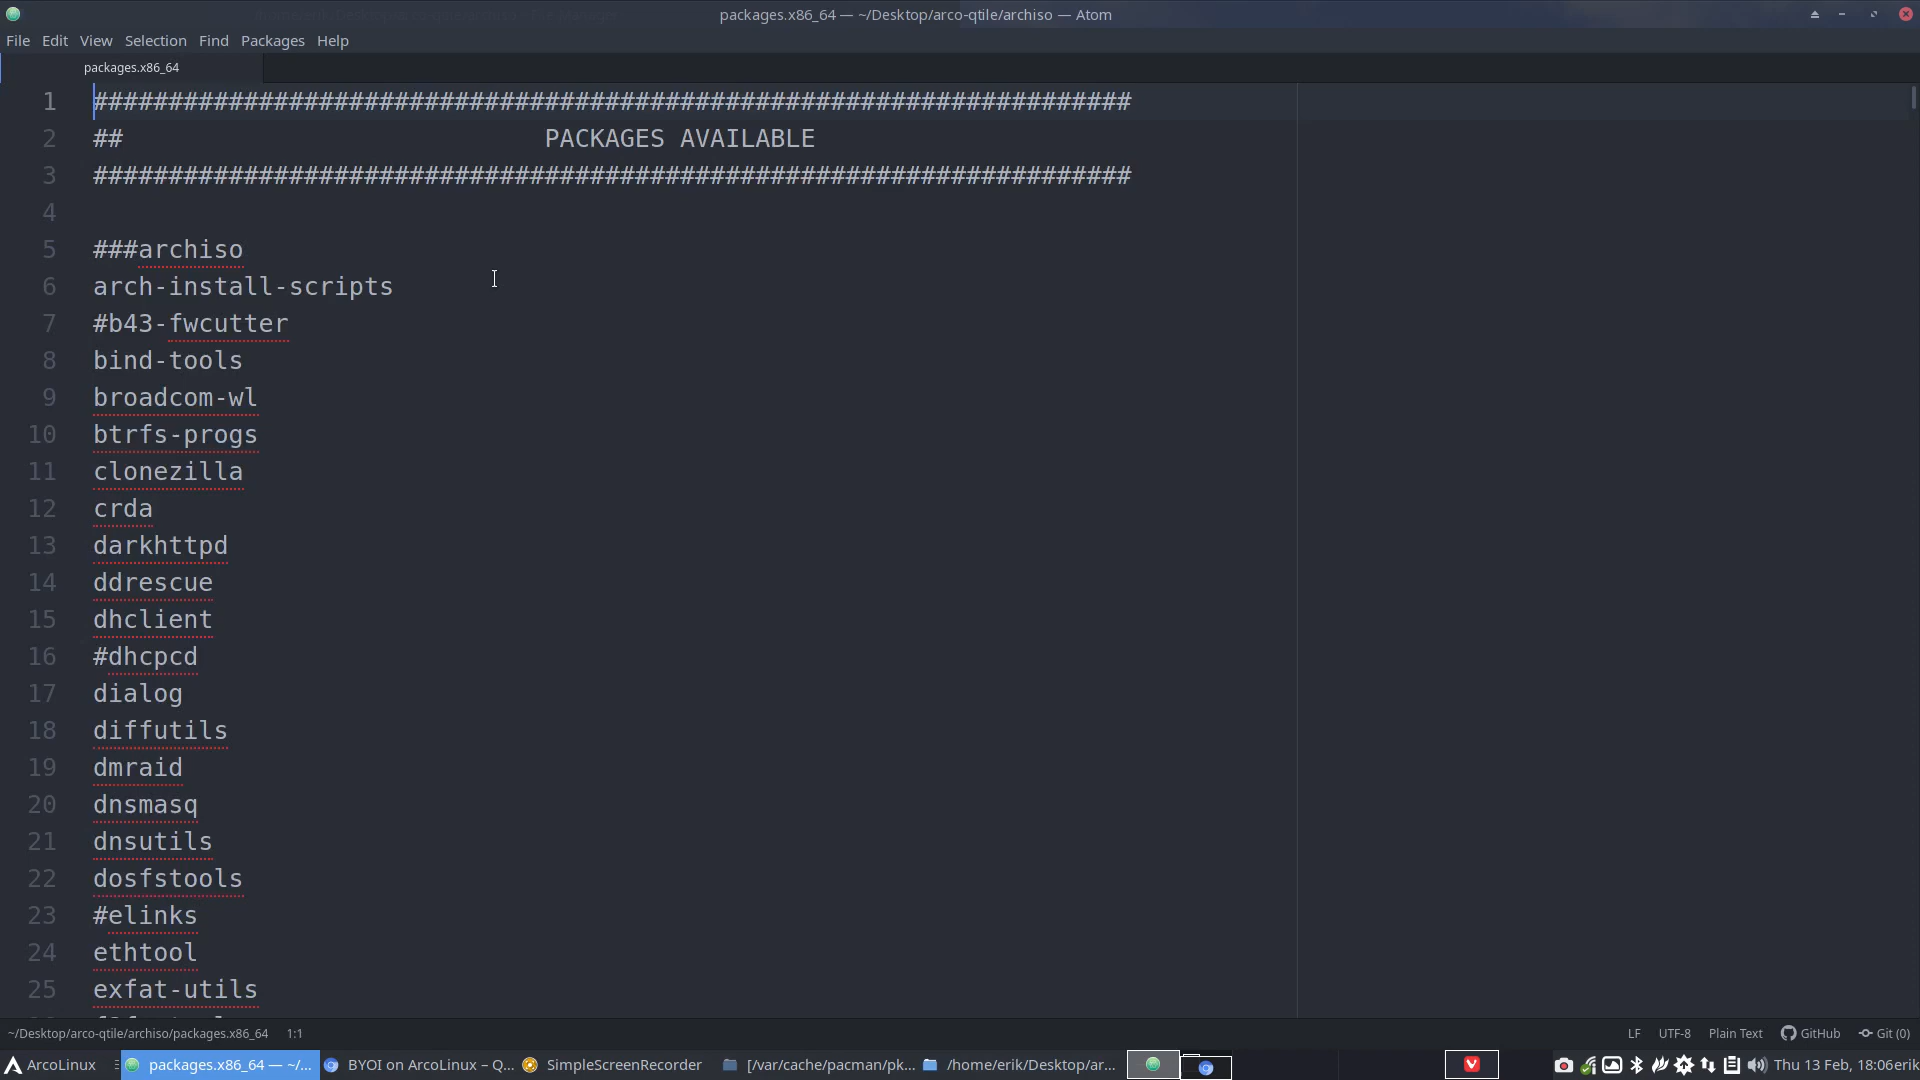 packages.x86_64 — ~/Desktop/arco-qtile/archiso — Atom
File Edit View Selection Find Packages Help
packages.x86_64
1 #####################################################################
2 ## PACKAGES AVAILABLE
3 #####################################################################
4
5 ###archiso
6 arch-install-scripts
7 #b43-fwcutter
8 bind-tools
9 broadcom-wl
10 btrfs-progs
11 clonezilla
12 crda
13 darkhttpd
14 ddrescue
15 dhclient
16 #dhcpcd
17 dialog
18 diffutils
19 dmraid
20 dnsmasq
21 dnsutils
22 dosfstools
23 #elinks
24 ethtool
25 exfat-utils
~/Desktop/arco-qtile/archiso/packages.x86_64 1:1 LF UTF-8 Plain Text GitHub Git (0)
ArcoLinux packages.x86_64 — ~/... BYOI on ArcoLinux – Q... SimpleScreenRecorder [/var/cache/pacman/pk... /home/erik/Desktop/ar... Thu 13 Feb, 18:06 erik